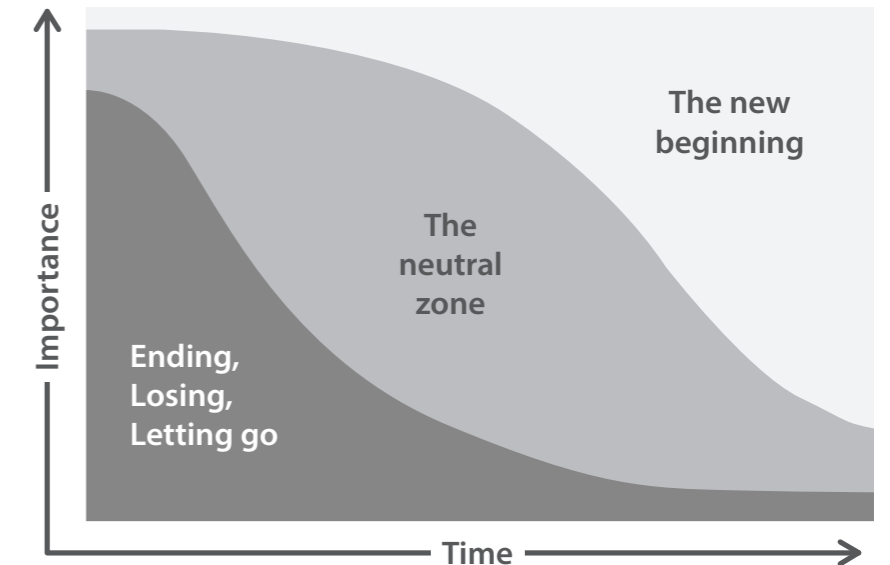 The new
beginning
The
neutral
zone
Importance
Ending,
Losing,
Letting go
Time